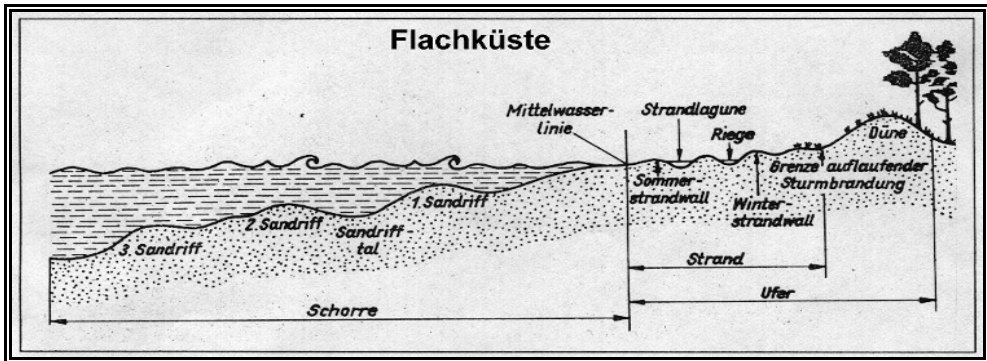 Flachküste
Mittelwasser-
linie
Strandlagune
Riege
Düne
Sommer-
strandwall
Winter-
strandwall
Grenze auflaufender
Sturmbrandung
1. Sandriff
2. Sandriff
Sandriff-
tal
3. Sandriff
Strand
Ufer
Schorre